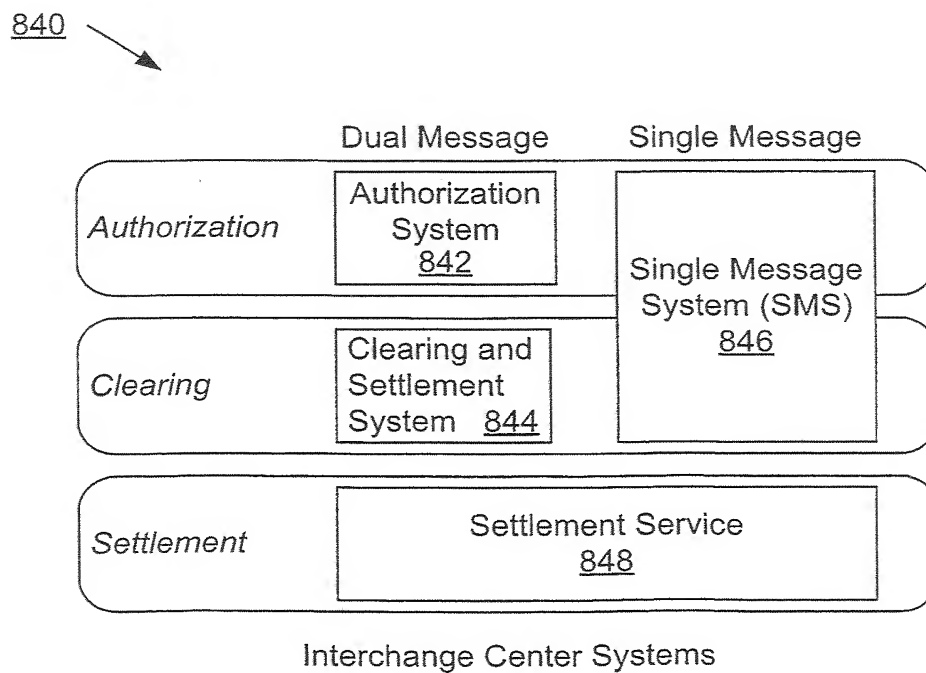 840
Dual Message Single Message
Authorization
Authorization
System
842
Single Message
System (SMS)
846
Clearing
Clearing and
Settlement
System 844
Settlement
Settlement Service
848
Interchange Center Systems